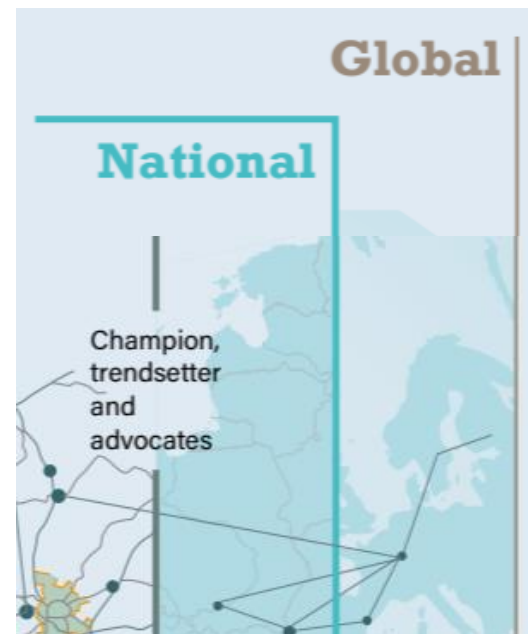 Global
National
Champion,
trendsetter
and
advocates